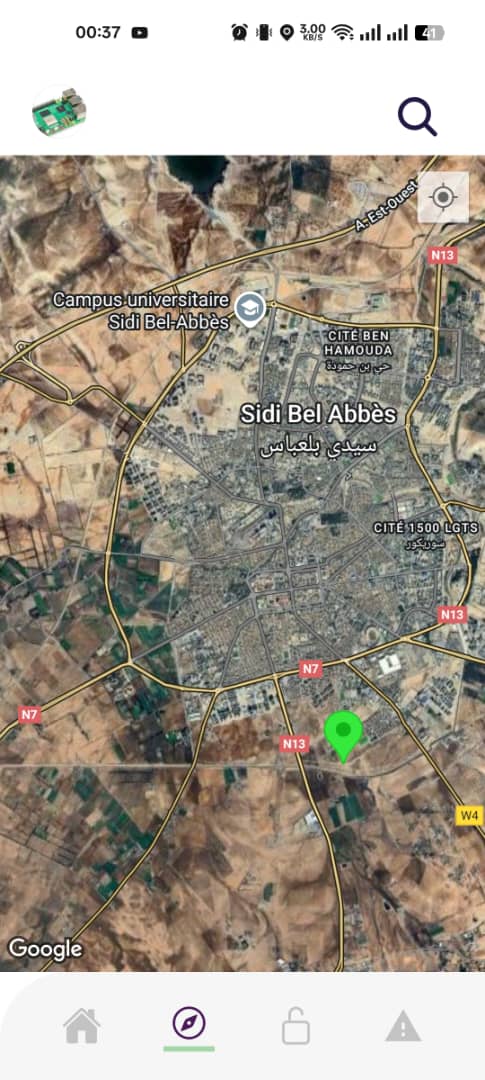 00:37
3.00
KB/S
41
A. Est-Ouest
N13
Campus universitaire
Sidi Bel-Abbès
CITÉ BEN
HAMOUDA
حي بن حمودة
Sidi Bel Abbès
سيدي بلعباس
CITÉ 1500 LGTS
سوريكور
N13
N7
N7
N13
W4
Google